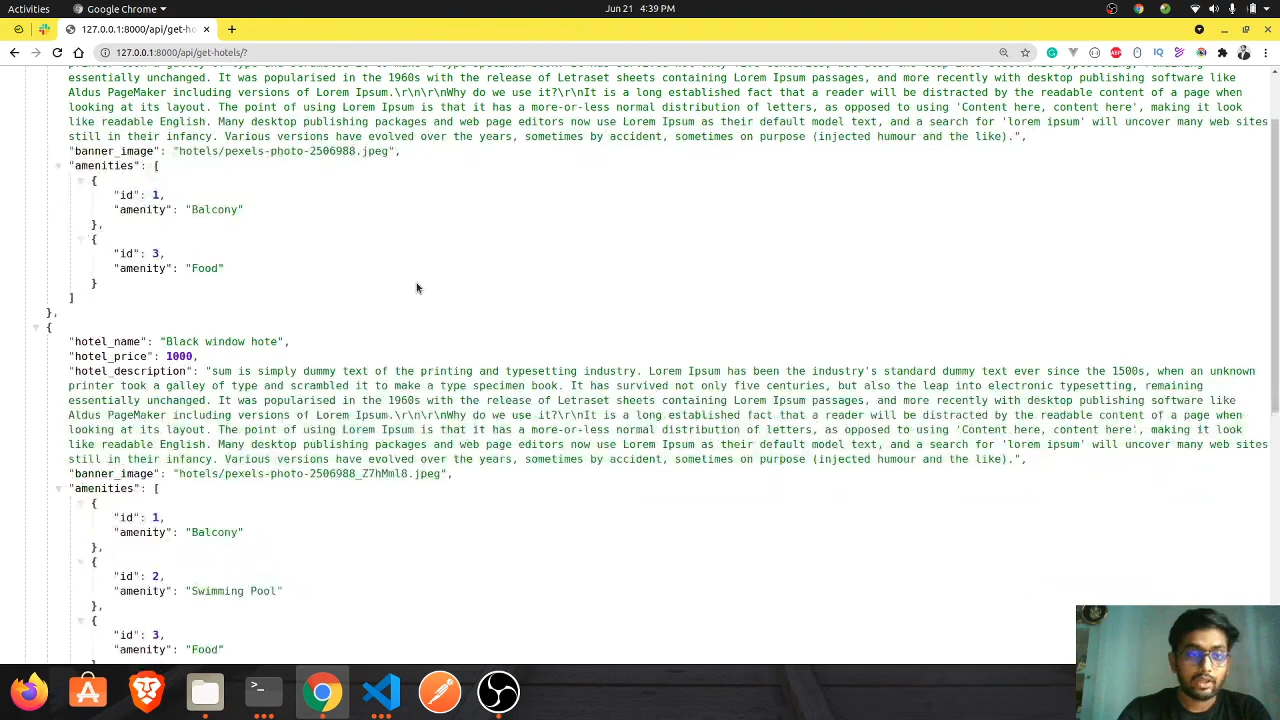 Activities
Google Chrome
Jun 21 4:39 PM
127.0.0.1:8000/api/get-ho
127.0.0.1:8000/api/get-hotels/?
essentially unchanged. It was popularised in the 1960s with the release of Letraset sheets containing Lorem Ipsum passages, and more recently with desktop publishing software like
Aldus PageMaker including versions of Lorem Ipsum.\r\n\r\nWhy do we use it?\r\nIt is a long established fact that a reader will be distracted by the readable content of a page when
looking at its layout. The point of using Lorem Ipsum is that it has a more-or-less normal distribution of letters, as opposed to using 'Content here, content here', making it look
like readable English. Many desktop publishing packages and web page editors now use Lorem Ipsum as their default model text, and a search for 'lorem ipsum' will uncover many web sites
still in their infancy. Various versions have evolved over the years, sometimes by accident, sometimes on purpose (injected humour and the like).",
"banner_image": "hotels/pexels-photo-2506988.jpeg",
"amenities": [
{
"id": 1,
"amenity": "Balcony"
},
{
"id": 3,
"amenity": "Food"
}
]
},
{
"hotel_name": "Black window hote",
"hotel_price": 1000,
"hotel_description": "sum is simply dummy text of the printing and typesetting industry. Lorem Ipsum has been the industry's standard dummy text ever since the 1500s, when an unknown
printer took a galley of type and scrambled it to make a type specimen book. It has survived not only five centuries, but also the leap into electronic typesetting, remaining
essentially unchanged. It was popularised in the 1960s with the release of Letraset sheets containing Lorem Ipsum passages, and more recently with desktop publishing software like
Aldus PageMaker including versions of Lorem Ipsum.\r\n\r\nWhy do we use it?\r\nIt is a long established fact that a reader will be distracted by the readable content of a page when
looking at its layout. The point of using Lorem Ipsum is that it has a more-or-less normal distribution of letters, as opposed to using 'Content here, content here', making it look
like readable English. Many desktop publishing packages and web page editors now use Lorem Ipsum as their default model text, and a search for 'lorem ipsum' will uncover many web sites
still in their infancy. Various versions have evolved over the years, sometimes by accident, sometimes on purpose (injected humour and the like).",
"banner_image": "hotels/pexels-photo-2506988_Z7hMml8.jpeg",
"amenities": [
{
"id": 1,
"amenity": "Balcony"
},
{
"id": 2,
"amenity": "Swimming Pool"
},
{
"id": 3,
"amenity": "Food"